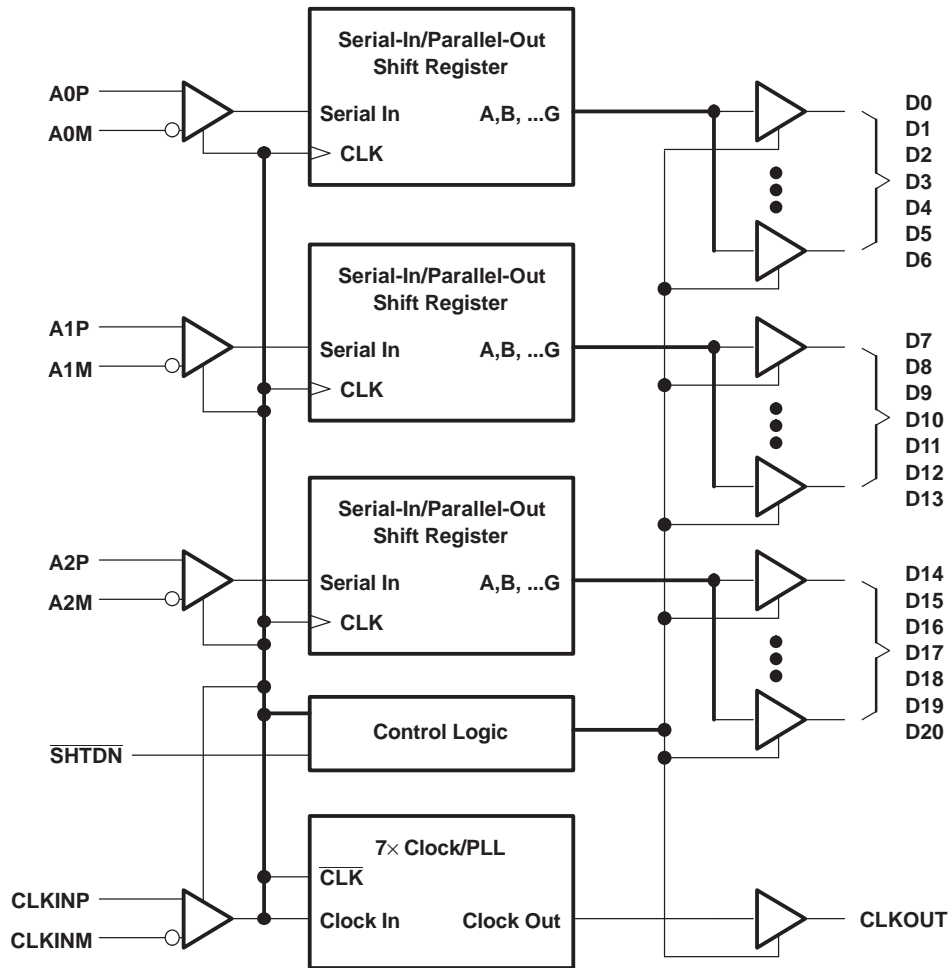 Serial-In/Parallel-Out
Shift Register
A0P
A0M
Serial In
A,B, ...G
CLK
D0
D1
D2
D3
D4
D5
D6
Serial-In/Parallel-Out
Shift Register
A1P
A1M
Serial In
A,B, ...G
CLK
D7
D8
D9
D10
D11
D12
D13
Serial-In/Parallel-Out
Shift Register
A2P
A2M
Serial In
A,B, ...G
CLK
D14
D15
D16
D17
D18
D19
D20
Control Logic
SHTDN
7× Clock/PLL
CLK
CLKINP
CLKINM
Clock In
Clock Out
CLKOUT